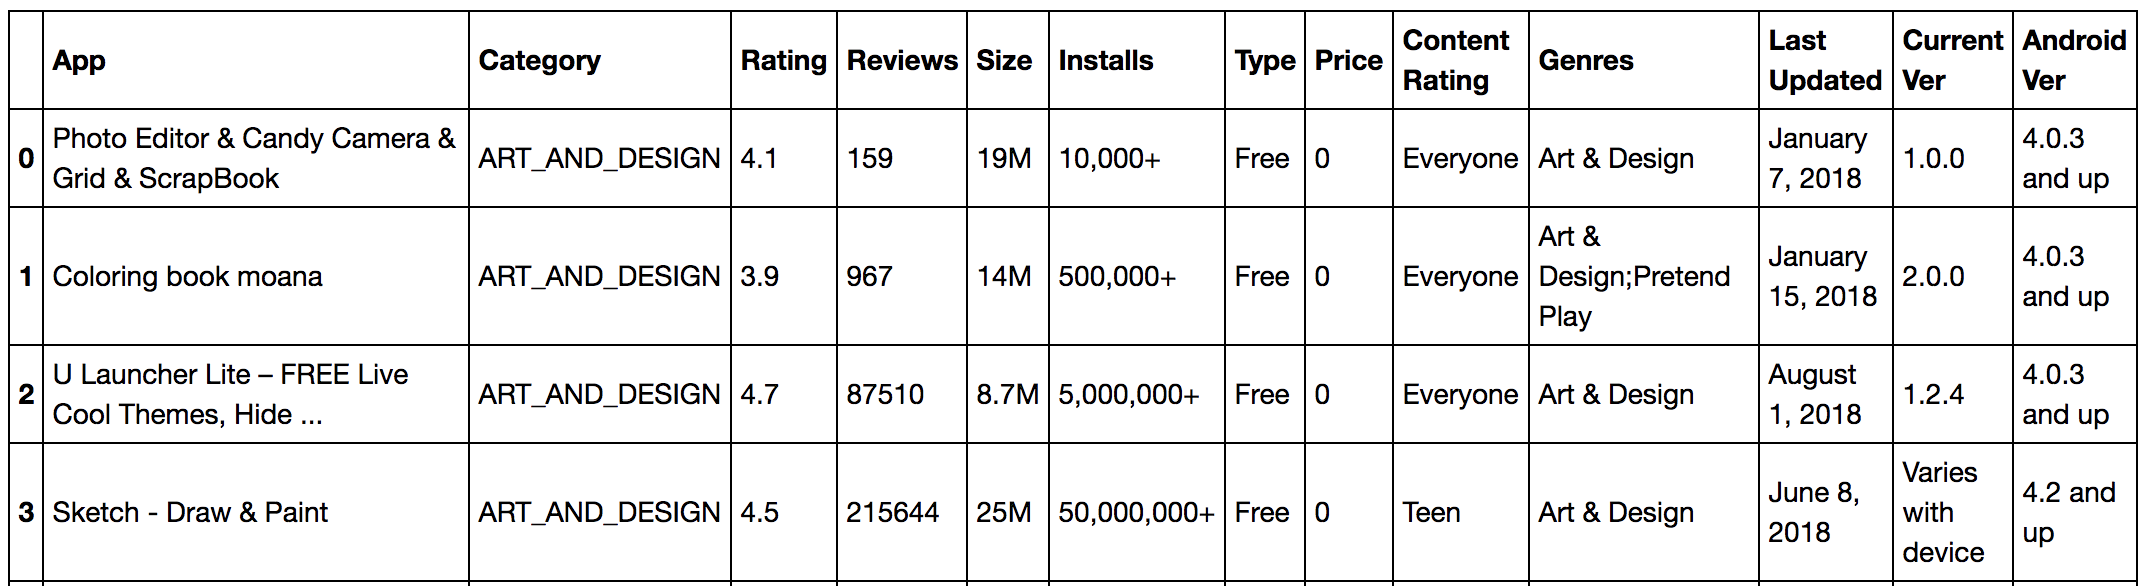 App Category Rating Reviews Size Installs Type Price Content Rating Genres Last Updated Current Ver Android Ver
0 Photo Editor & Candy Camera & Grid & ScrapBook ART_AND_DESIGN 4.1 159 19M 10,000+ Free 0 Everyone Art & Design January 7, 2018 1.0.0 4.0.3 and up
1 Coloring book moana ART_AND_DESIGN 3.9 967 14M 500,000+ Free 0 Everyone Art & Design;Pretend Play January 15, 2018 2.0.0 4.0.3 and up
2 U Launcher Lite – FREE Live Cool Themes, Hide ... ART_AND_DESIGN 4.7 87510 8.7M 5,000,000+ Free 0 Everyone Art & Design August 1, 2018 1.2.4 4.0.3 and up
3 Sketch - Draw & Paint ART_AND_DESIGN 4.5 215644 25M 50,000,000+ Free 0 Teen Art & Design June 8, 2018 Varies with device 4.2 and up